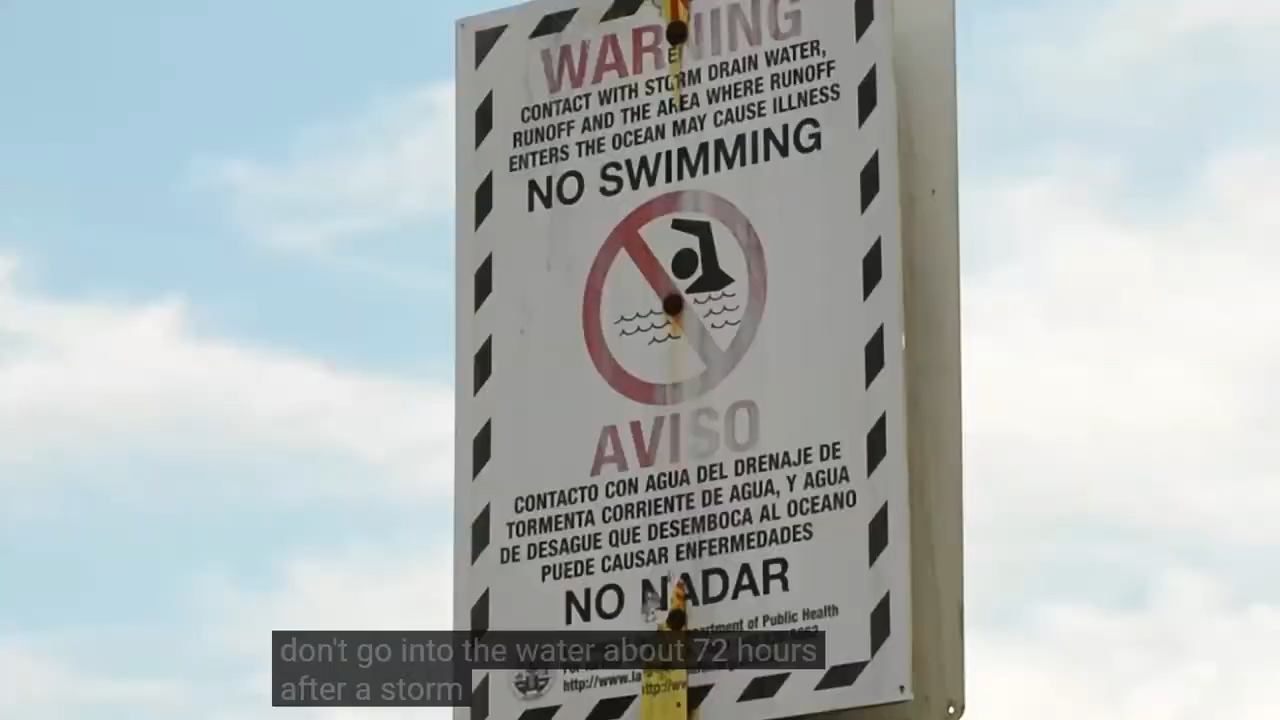 WARNING
CONTACT WITH STORM DRAIN WATER,
RUNOFF AND THE AREA WHERE RUNOFF
ENTERS THE OCEAN MAY CAUSE ILLNESS
NO SWIMMING
AVISO
CONTACTO CON AGUA DEL DRENAJE DE
TORMENTA CORRIENTE DE AGUA, Y AGUA
DE DESAGUE QUE DESEMBOCA AL OCEANO
PUEDE CAUSAR ENFERMEDADES
NO NADAR
of Public Health
don't go into the water about 72 hours
after a storm
http://www.la